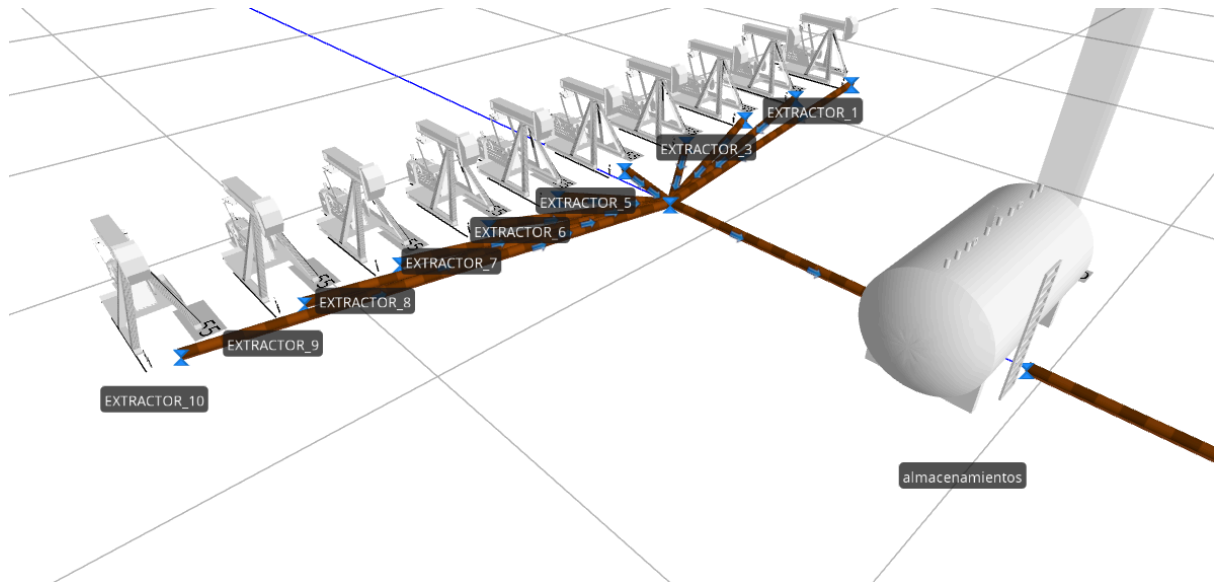 EXTRACTOR_1
EXTRACTOR_3
EXTRACTOR_5
EXTRACTOR_6
EXTRACTOR_7
EXTRACTOR_8
EXTRACTOR_9
EXTRACTOR_10
almacenamientos